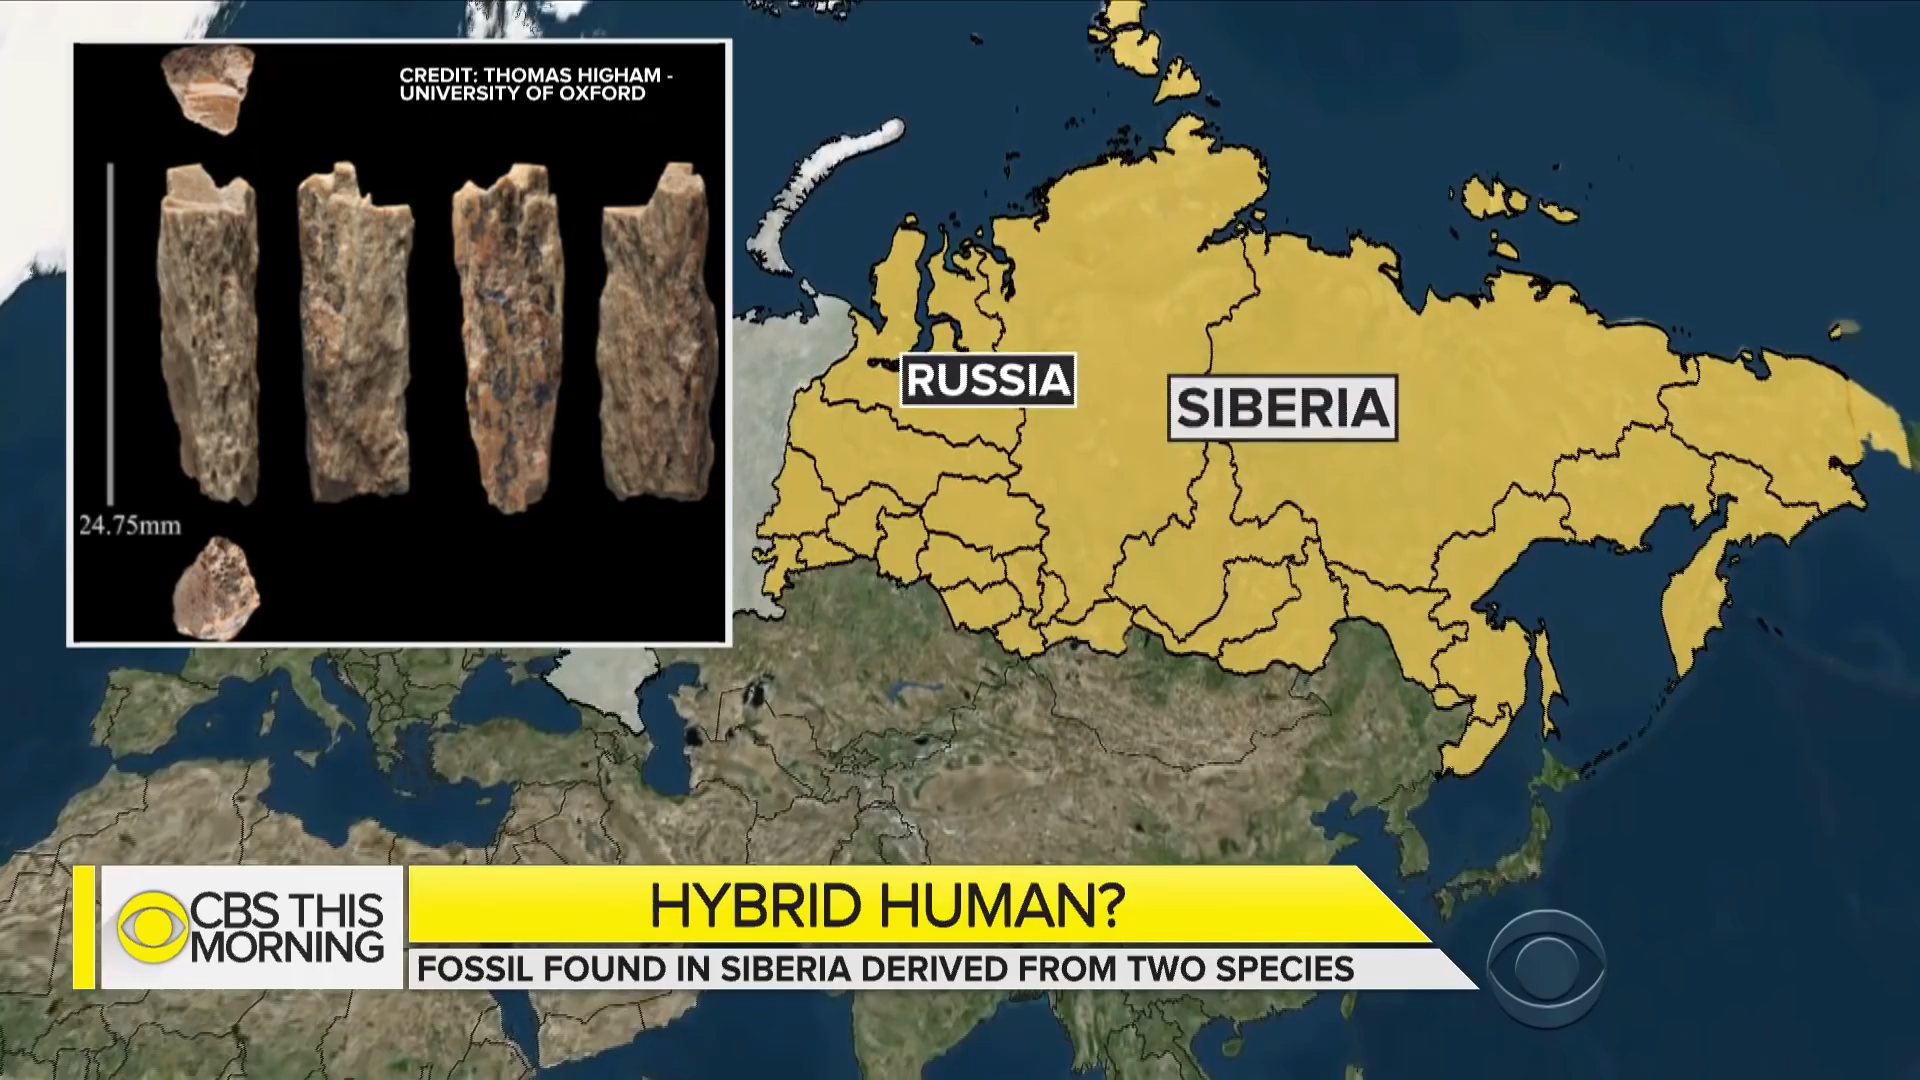 CREDIT: THOMAS HIGHAM -
UNIVERSITY OF OXFORD
24.75mm
RUSSIA
SIBERIA
CBS THIS
MORNING
HYBRID HUMAN?
FOSSIL FOUND IN SIBERIA DERIVED FROM TWO SPECIES